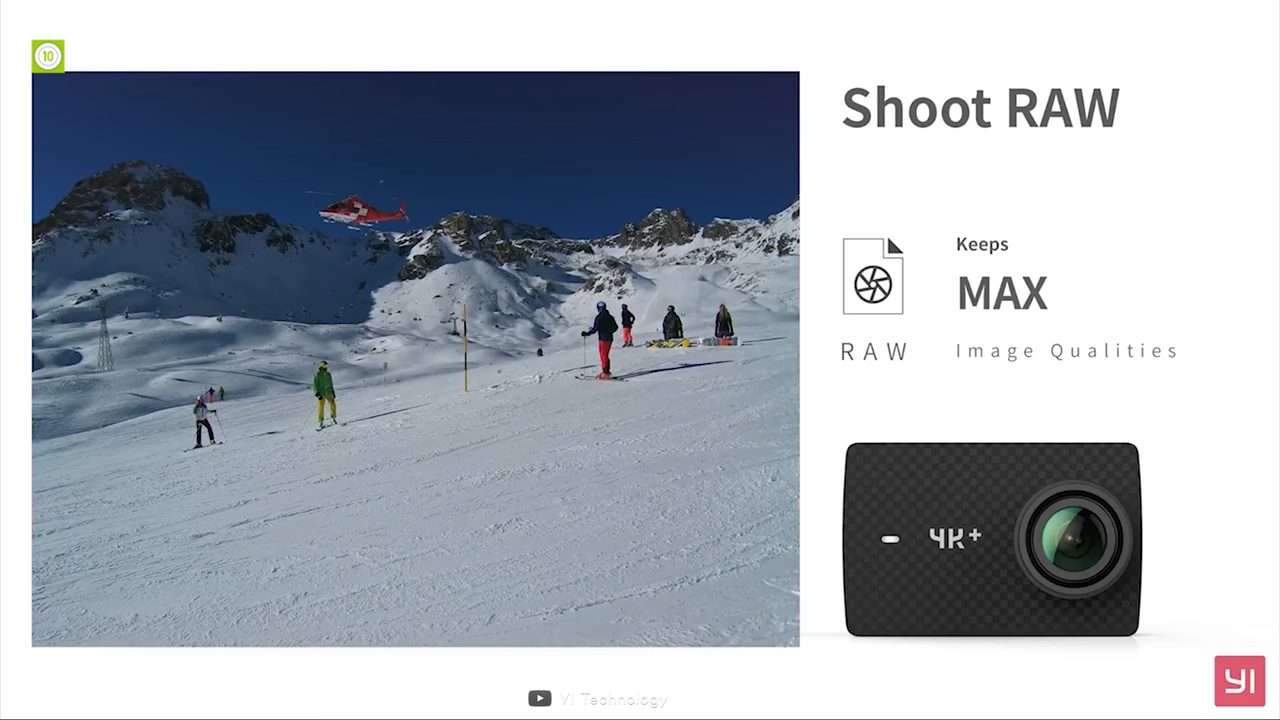 10
Shoot RAW
Keeps
MAX
RAW
Image Qualities
4K+
YI Technology
YI